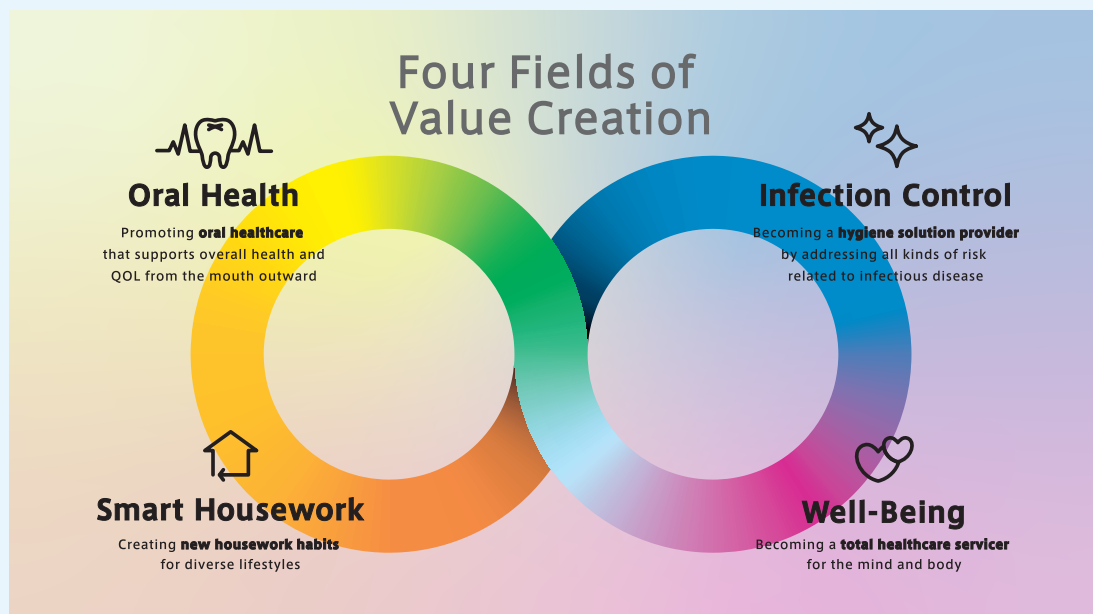 Four Fields of
Value Creation
Oral Health
Promoting oral healthcare
that supports overall health and
QOL from the mouth outward
Infection Control
Becoming a hygiene solution provider
by addressing all kinds of risk
related to infectious disease
Smart Housework
Creating new housework habits
for diverse lifestyles
Well-Being
Becoming a total healthcare servicer
for the mind and body